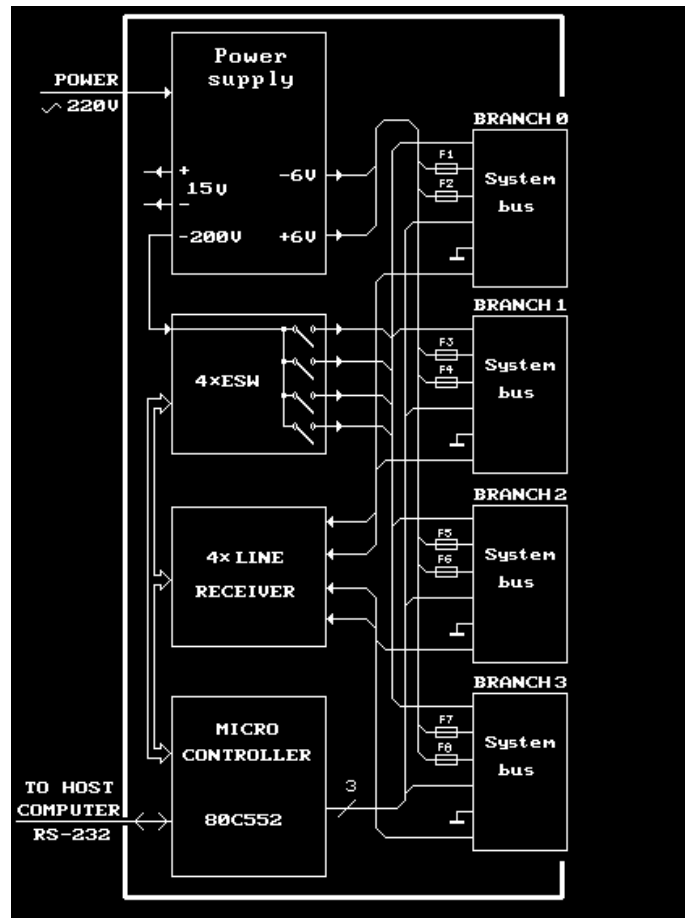 Power
supply
POWER
220V
+
15V
-
-6V
-200V
+6V
BRANCH 0
F1
F2
System
bus
4×ESW
BRANCH 1
F3
F4
System
bus
4× LINE
RECEIVER
BRANCH 2
F5
F6
System
bus
MICRO
CONTROLLER
80C552
3
BRANCH 3
F7
F8
System
bus
TO HOST
COMPUTER
RS-232